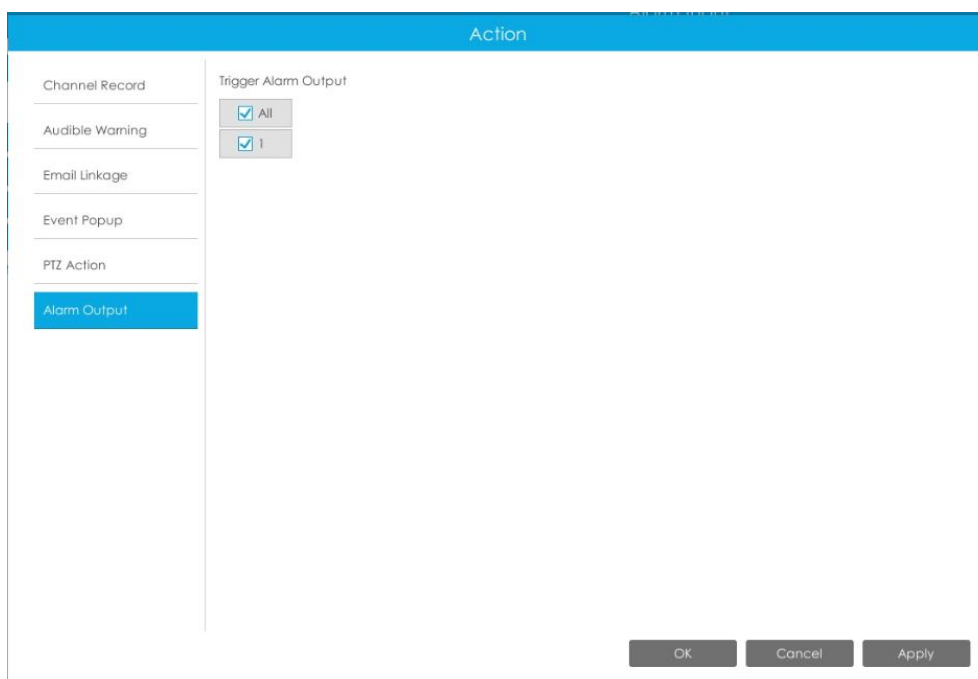 Action
Channel Record
Audible Warning
Email Linkage
Event Popup
PTZ Action
Alarm Output
Trigger Alarm Output
All
1
OK
Cancel
Apply